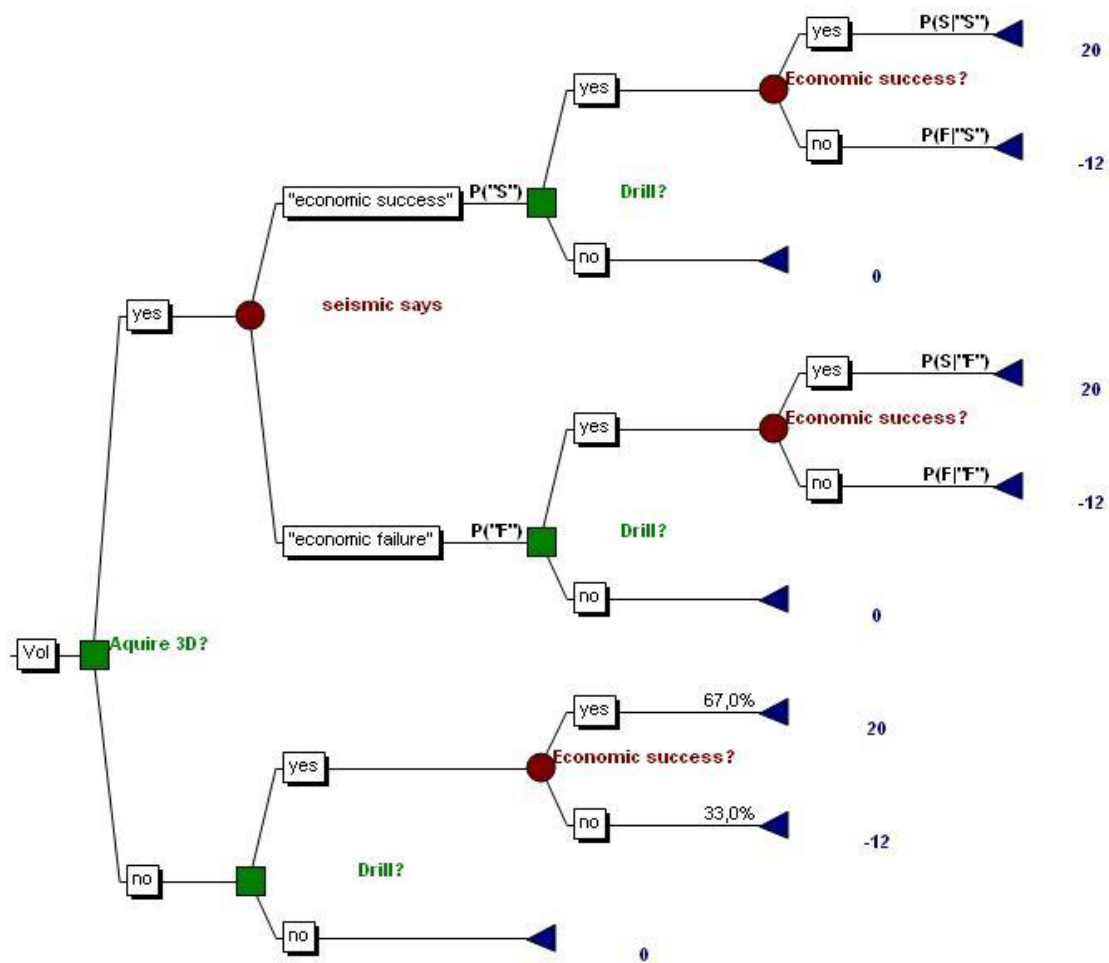 yes P(S|"S")
20
Economic success?
yes
no P(F|"S")
-12
"economic success" P("S")
Drill?
no
0
yes
seismic says
yes P(S|"F")
20
Economic success?
yes
no P(F|"F")
-12
"economic failure" P("F")
Drill?
no
0
Vol
Aquire 3D?
yes 67,0%
20
Economic success?
yes
no 33,0%
-12
Drill?
no
no
0